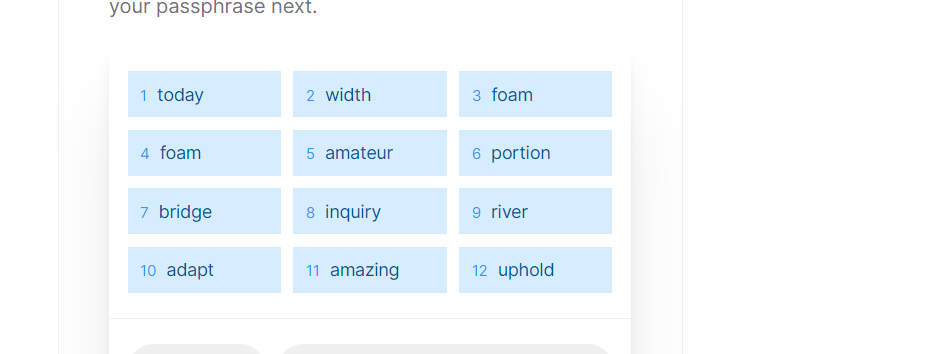 your passphrase next.
1 today 2 width 3 foam
4 foam 5 amateur 6 portion
7 bridge 8 inquiry 9 river
10 adapt 11 amazing 12 uphold